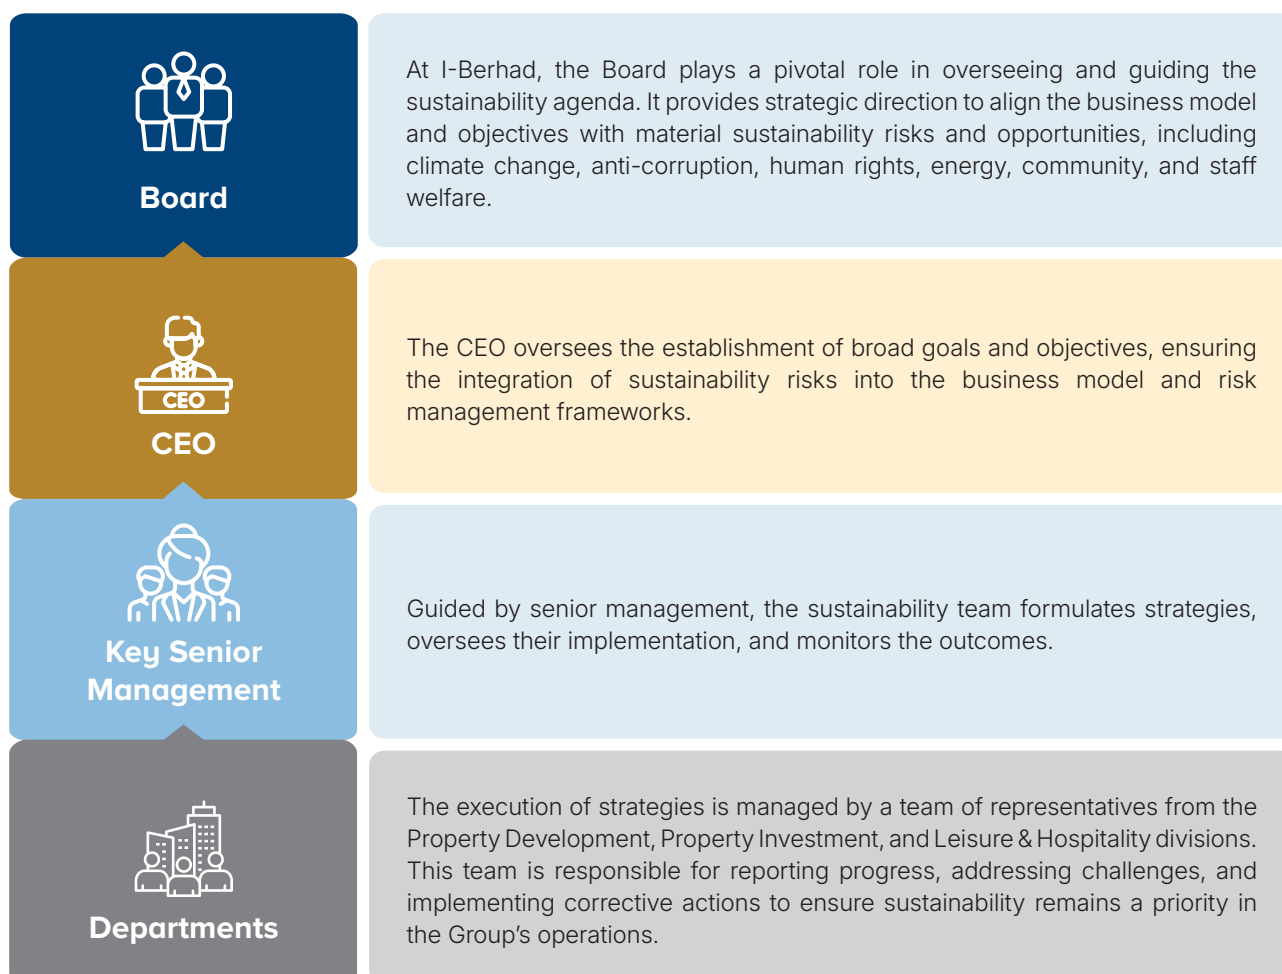 Board
At I-Berhad, the Board plays a pivotal role in overseeing and guiding the
sustainability agenda. It provides strategic direction to align the business model
and objectives with material sustainability risks and opportunities, including
climate change, anti-corruption, human rights, energy, community, and staff
welfare.
CEO
CEO
The CEO oversees the establishment of broad goals and objectives, ensuring
the integration of sustainability risks into the business model and risk
management frameworks.
Key Senior
Management
Guided by senior management, the sustainability team formulates strategies,
oversees their implementation, and monitors the outcomes.
Departments
The execution of strategies is managed by a team of representatives from the
Property Development, Property Investment, and Leisure & Hospitality divisions.
This team is responsible for reporting progress, addressing challenges, and
implementing corrective actions to ensure sustainability remains a priority in
the Group’s operations.